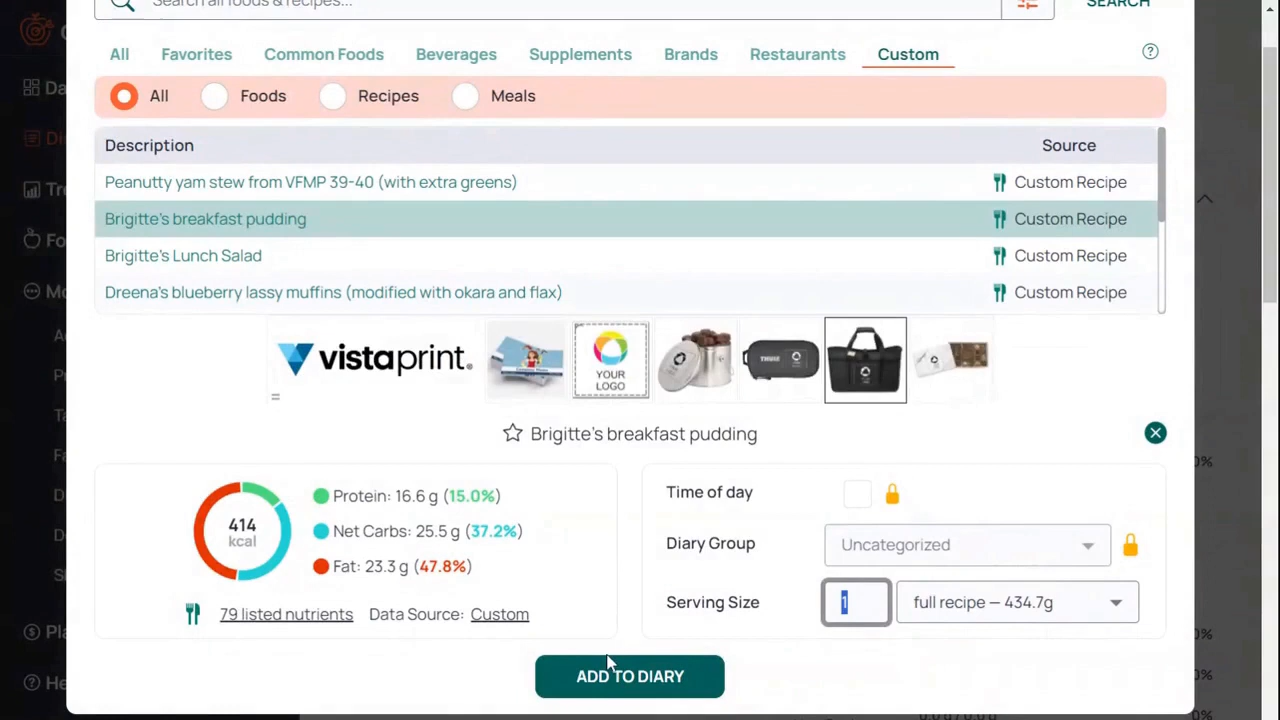 Search all foods & recipes...
SEARCH
All Favorites Common Foods Beverages Supplements Brands Restaurants Custom ?
All Foods Recipes Meals
Description Source
Peanutty yam stew from VFMP 39-40 (with extra greens) Custom Recipe
Brigitte's breakfast pudding Custom Recipe
Brigitte's Lunch Salad Custom Recipe
Dreena's blueberry lassy muffins (modified with okara and flax) Custom Recipe
vistaprint.
YOUR
LOGO
THULE
Brigitte's breakfast pudding
414
kcal
Protein: 16.6 g (15.0%)
Net Carbs: 25.5 g (37.2%)
Fat: 23.3 g (47.8%)
79 listed nutrients Data Source: Custom
Time of day
Diary Group Uncategorized
Serving Size 1 full recipe — 434.7g
ADD TO DIARY